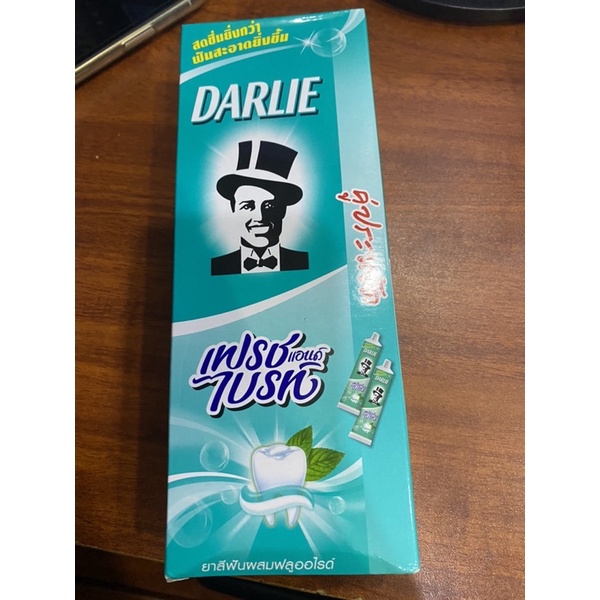 สดชื่นยิ่งกว่า
ฟันสะอาดยิ่งขึ้น
DARLIE
คู่ประหยัด
เฟรชแอนด์
ไบรท์
ยาสีฟันผสมฟลูออไรด์